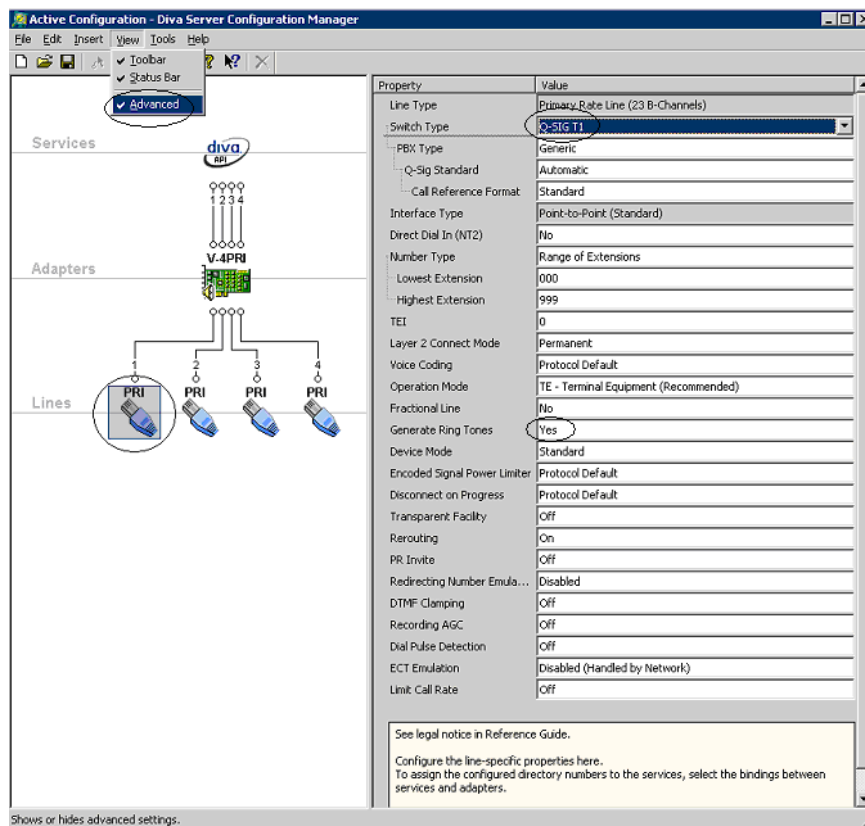 Active Configuration - Diva Server Configuration Manager
File Edit Insert View Tools Help
Toolbar
Status Bar
Advanced
Services
diva
API
1 2 3 4
V-4PRI
Adapters
1 2 3 4
PRI PRI PRI PRI
Lines
Property Value
Line Type Primary Rate Line (23 B-Channels)
Switch Type Q-SIG T1
PBX Type Generic
Q-Sig Standard Automatic
Call Reference Format Standard
Interface Type Point-to-Point (Standard)
Direct Dial In (NT2) No
Number Type Range of Extensions
Lowest Extension 000
Highest Extension 999
TEI 0
Layer 2 Connect Mode Permanent
Voice Coding Protocol Default
Operation Mode TE - Terminal Equipment (Recommended)
Fractional Line No
Generate Ring Tones Yes
Device Mode Standard
Encoded Signal Power Limiter Protocol Default
Disconnect on Progress Protocol Default
Transparent Facility Off
Rerouting On
PR Invite Off
Redirecting Number Emula... Disabled
DTMF Clamping Off
Recording AGC Off
Dial Pulse Detection Off
ECT Emulation Disabled (Handled by Network)
Limit Call Rate Off
See legal notice in Reference Guide.
Configure the line-specific properties here.
To assign the configured directory numbers to the services, select the bindings between
services and adapters.
Shows or hides advanced settings.